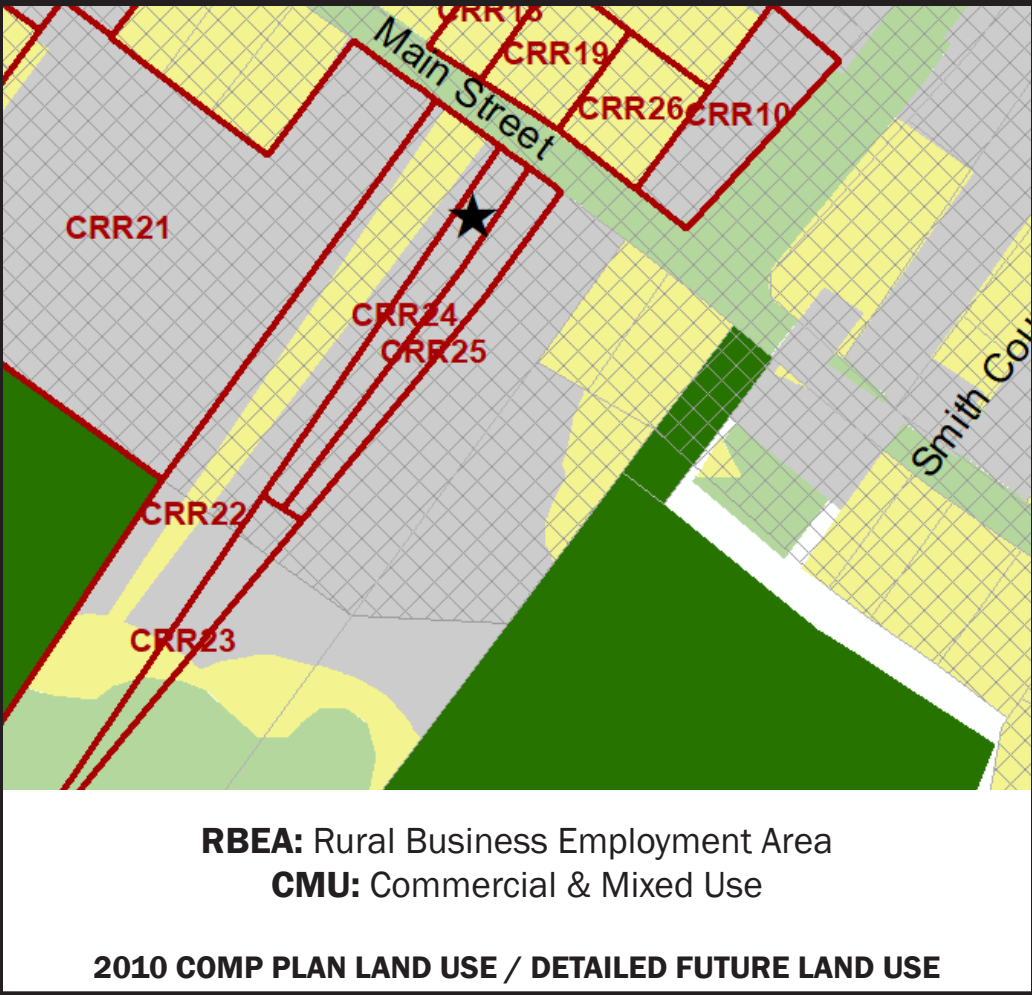 CRR18
Main Street
CRR19
CRR26
CRR10
CRR21
CRR24
CRR25
CRR22
CRR23
RBEA: Rural Business Employment Area
CMU: Commercial & Mixed Use
2010 COMP PLAN LAND USE / DETAILED FUTURE LAND USE